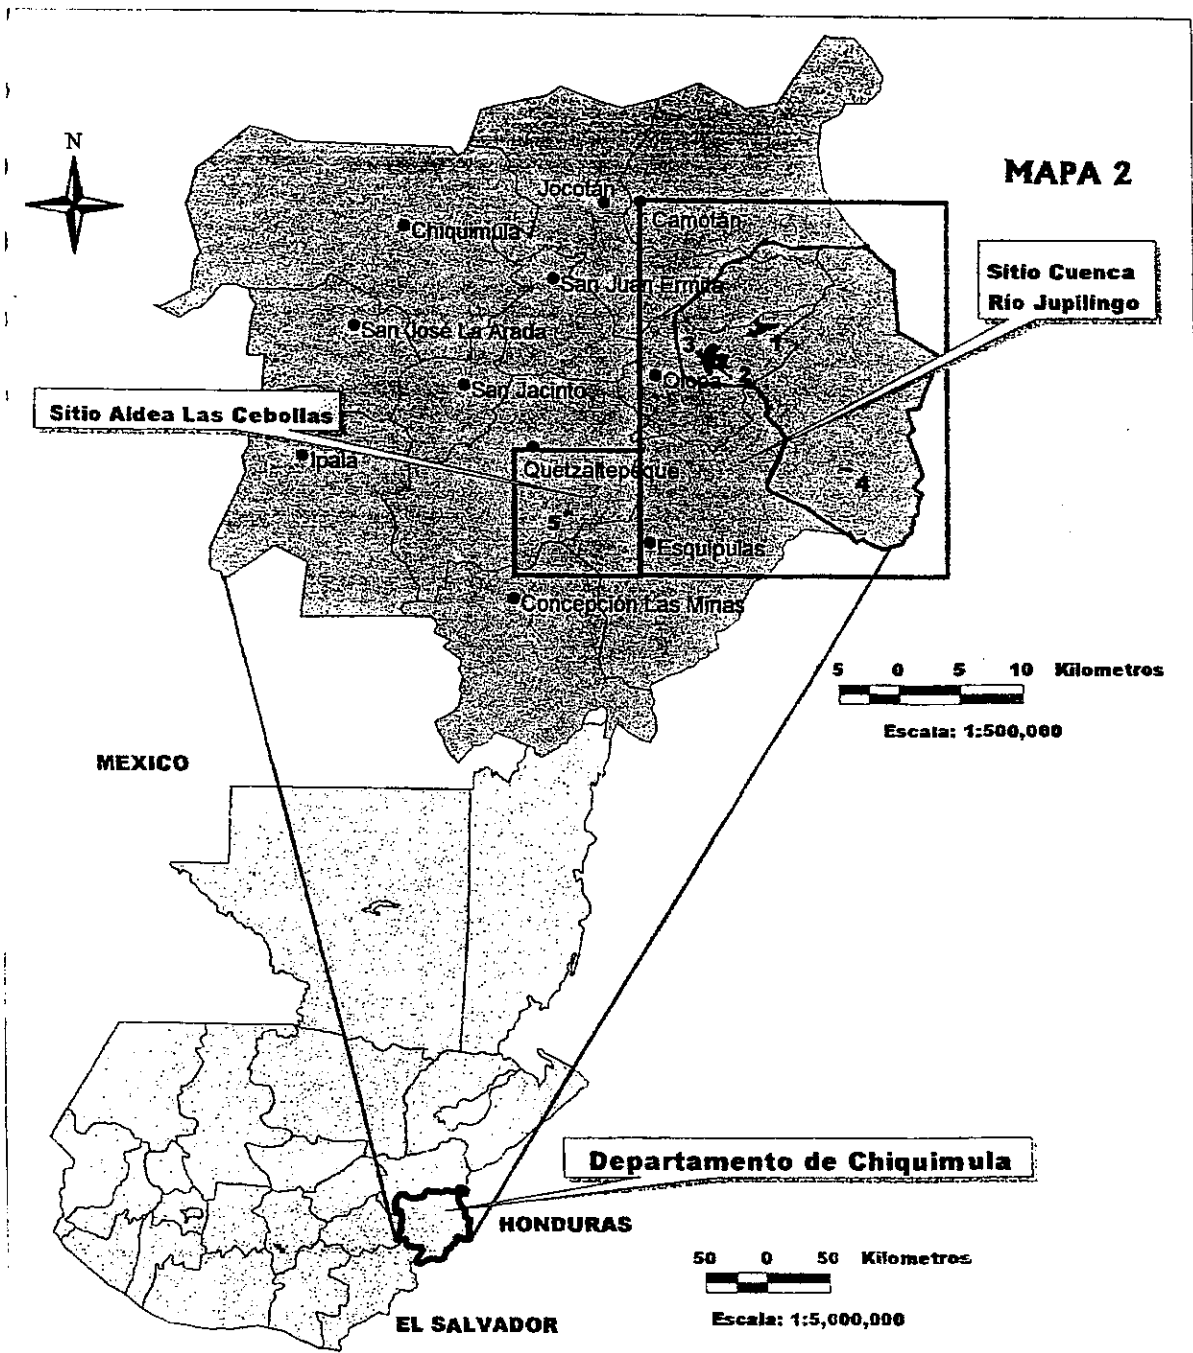 N
MAPA 2
Jocotán
Camotán
Chiquimula
Sitio Cuenca
Río Jupilingo
San Juan Ermita
San José La Arada
3
1
2
Olopa
San Jacinto
Sitio Aldea Las Cebollas
Ipala
Quetzaltepeque
4
5
Esquipulas
Concepción Las Minas
5 0 5 10 Kilometros
Escala: 1:500,000
MEXICO
Departamento de Chiquimula
HONDURAS
50 0 50 Kilometros
Escala: 1:5,000,000
EL SALVADOR